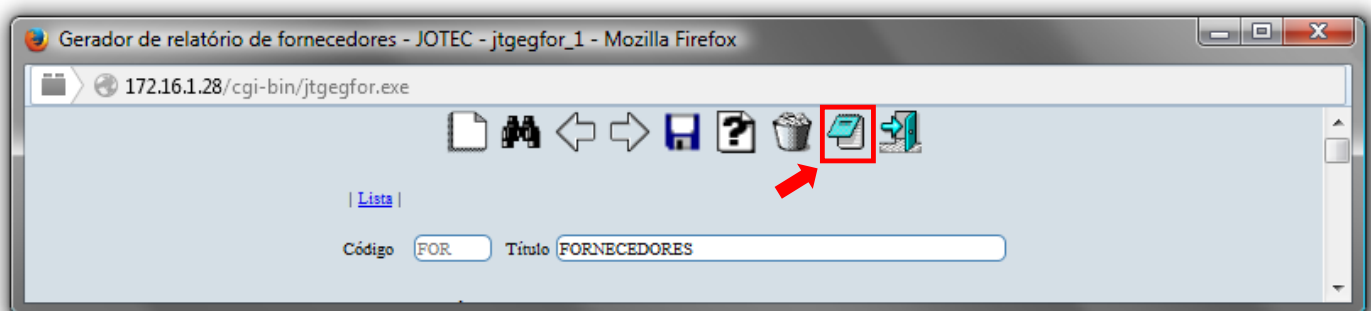 Gerador de relatório de fornecedores - JOTEC - jtgegfor_1 - Mozilla Firefox
172.16.1.28/cgi-bin/jtgegfor.exe
| Lista |
Código FOR Título FORNECEDORES